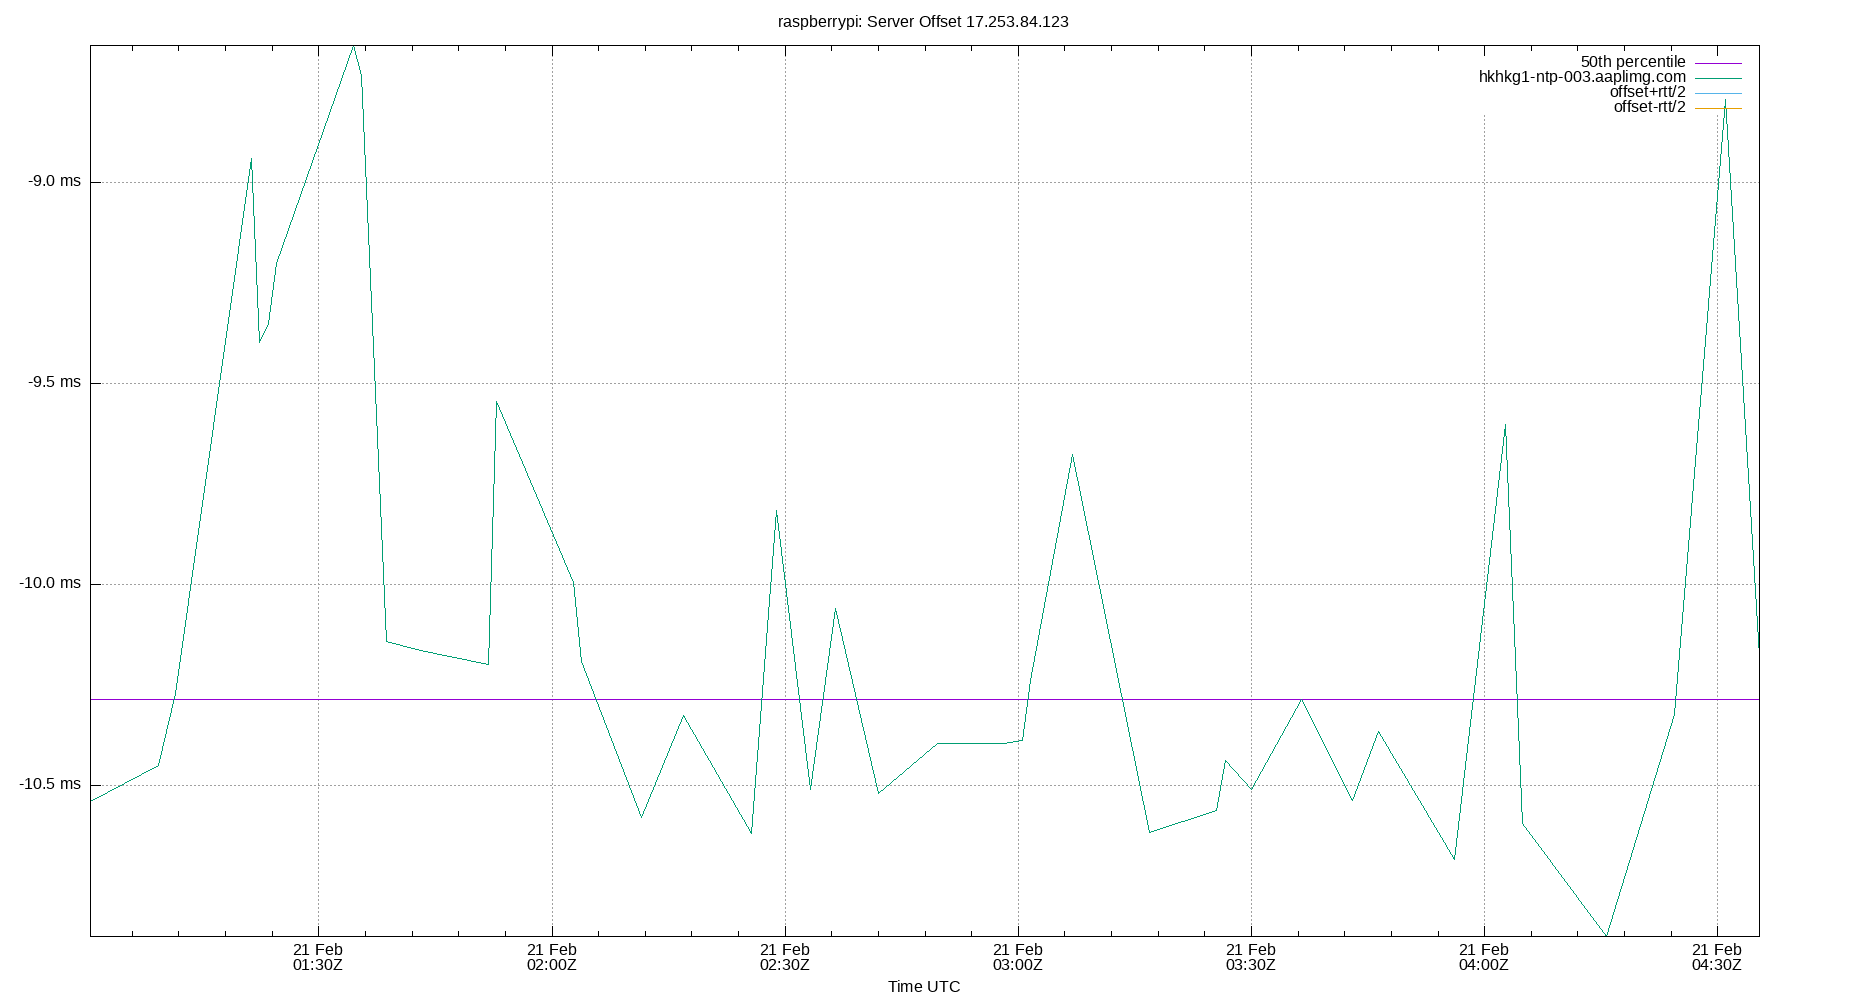 raspberrypi: Server Offset 17.253.84.123
50th percentile
hkhkg1-ntp-003.aaplimg.com
offset+rtt/2
offset-rtt/2
-9.0 ms
-9.5 ms
-10.0 ms
-10.5 ms
21 Feb 21 Feb 21 Feb 21 Feb 21 Feb 21 Feb 21 Feb
01:30Z 02:00Z 02:30Z 03:00Z 03:30Z 04:00Z 04:30Z
Time UTC